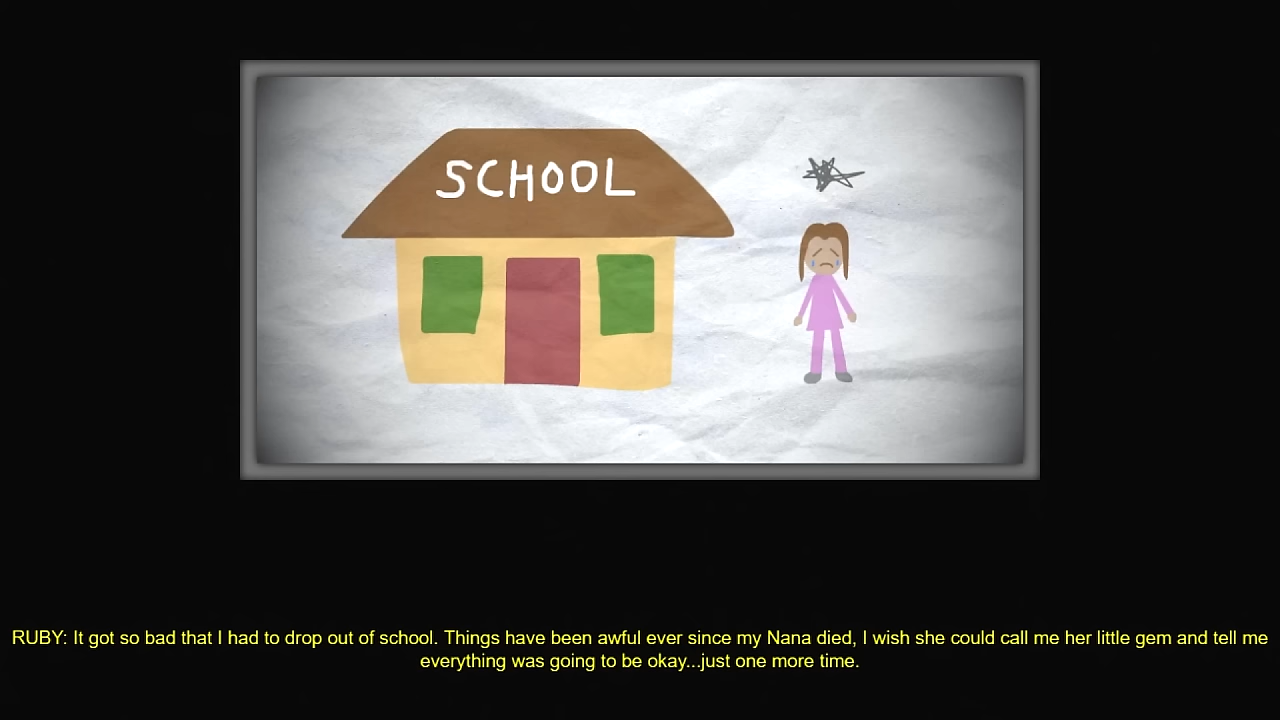 SCHOOL
RUBY: It got so bad that I had to drop out of school. Things have been awful ever since my Nana died, I wish she could call me her little gem and tell me
everything was going to be okay...just one more time.